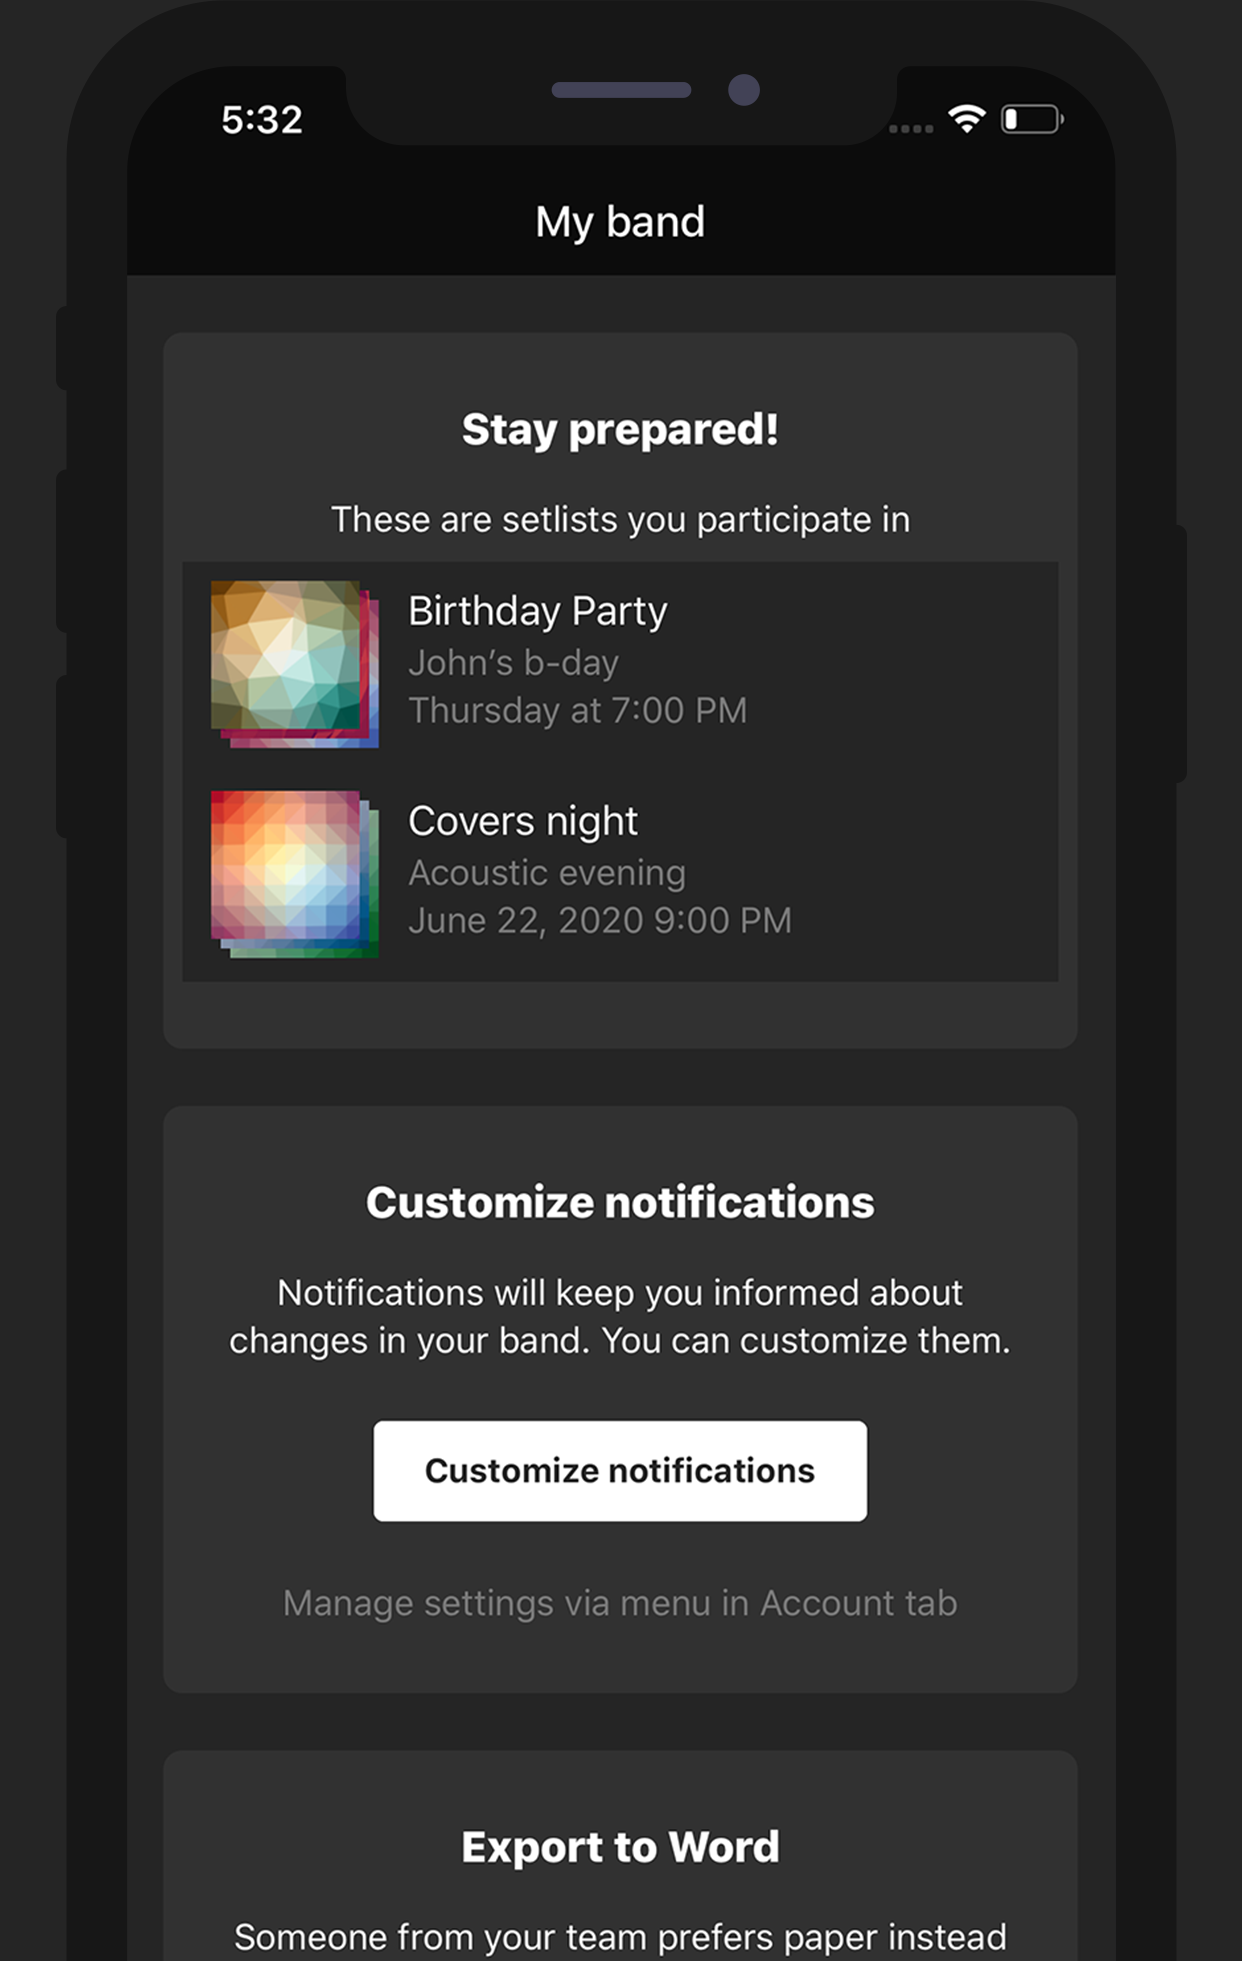 5:32
My band
Stay prepared!
These are setlists you participate in
Birthday Party
John’s b-day
Thursday at 7:00 PM
Covers night
Acoustic evening
June 22, 2020 9:00 PM
Customize notifications
Notifications will keep you informed about
changes in your band. You can customize them.
Customize notifications
Manage settings via menu in Account tab
Export to Word
Someone from your team prefers paper instead